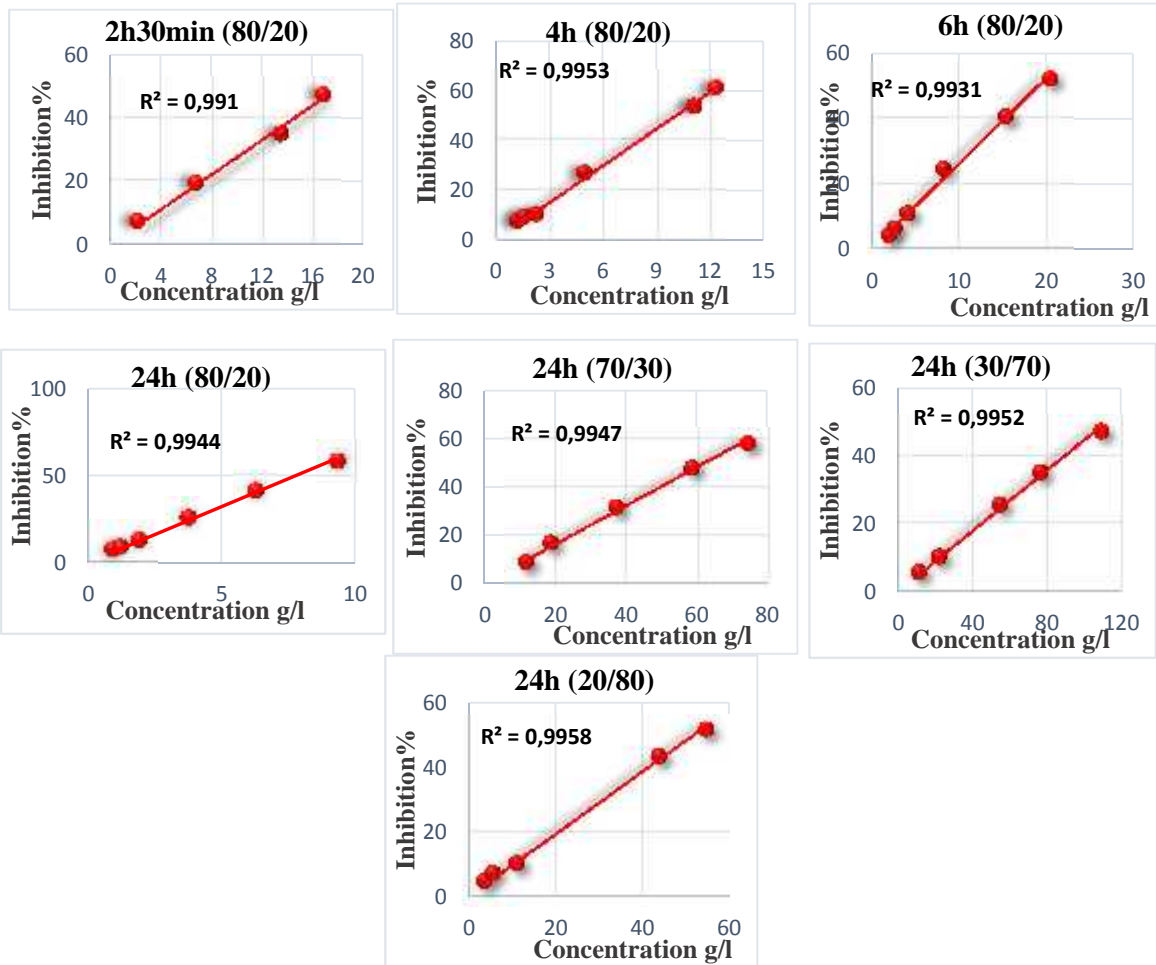 2h30min (80/20)
R² = 0,991
Inhibition%
60
40
20
0
0 4 8 12 16 20
Concentration g/l
4h (80/20)
R² = 0,9953
Ihibition%
80
60
40
20
0
0 3 6 9 12 15
Concentration g/l
6h (80/20)
R² = 0,9931
Inhibition%
60
40
20
0
0 10 20 30
Concentration g/l
24h (80/20)
R² = 0,9944
Inhibition%
100
50
0
0 5 10
Concentration g/l
24h (70/30)
R² = 0,9947
Inhibition%
80
60
40
20
0
0 20 40 60 80
Concentration g/l
24h (30/70)
R² = 0,9952
Inhibition%
60
40
20
0
0 40 80 120
Concentration g/l
24h (20/80)
R² = 0,9958
Inhibition%
60
40
20
0
0 20 40 60
Concentration g/l